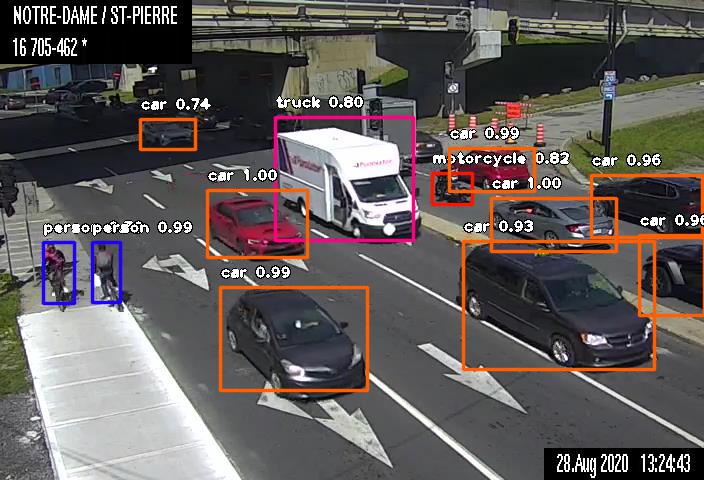 NOTRE-DAME / ST-PIERRE
16 705-462 *
car 0.74
truck 0.80
car 0.99
motorcycle 0.82
car 0.96
car 1.00
car 1.00
car 0.93
car 0.96
person 0.99
car 0.99
Purolator
28.Aug 2020 13:24:43